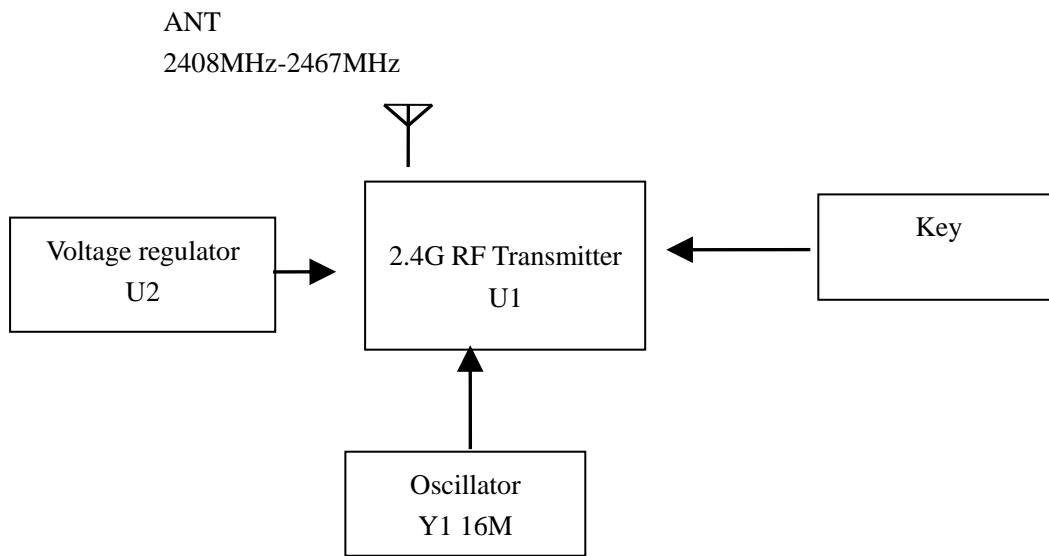 ANT
2408MHz-2467MHz
Voltage regulator
U2
2.4G RF Transmitter
U1
Key
Oscillator
Y1 16M